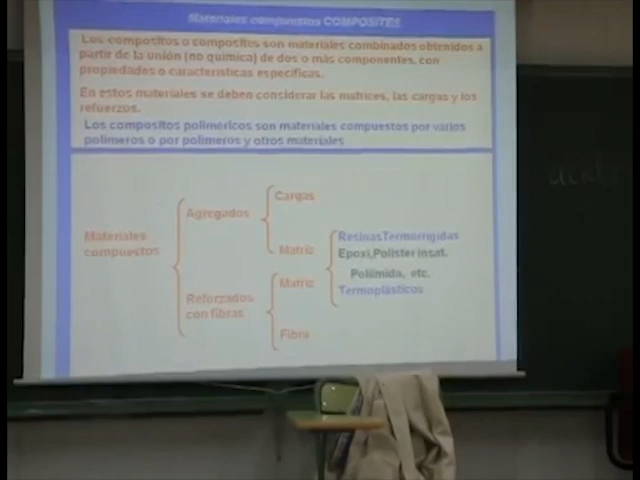 Materiales compuestos COMPOSITES
Los compositos o composites son materiales combinados obtenidos a
partir de la unión (no química) de dos o más componentes, con
propiedades o características específicas.
En estos materiales se deben considerar las matrices, las cargas y los
refuerzos.
Los compositos poliméricos son materiales compuestos por varios
polímeros o por polímeros y otros materiales
Materiales
compuestos
Agregados
Cargas
Matriz
Reforzados
con fibras
Matriz
Fibra
ResinasTermorrígidas
Epoxi,Polister insat.
Poliimida, etc.
Termoplásticos